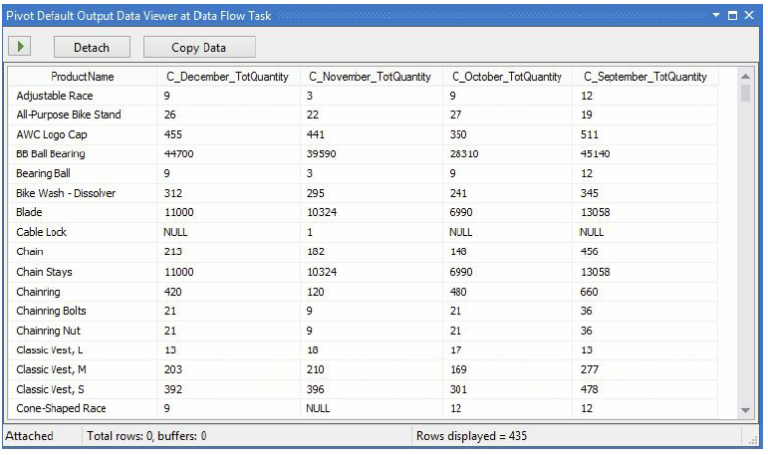 Pivot Default Output Data Viewer at Data Flow Task
Detach Copy Data
ProductName C_December_TotQuantity C_November_TotQuantity C_October_TotQuantity C_September_TotQuantity
Adjustable Race 9 3 9 12
All-Purpose Bike Stand 26 22 27 19
AWC Logo Cap 455 441 350 511
BB Ball Bearing 44700 39590 28310 45140
Bearing Ball 9 3 9 12
Bike Wash - Dissolver 312 295 241 345
Blade 11000 10324 6990 13058
Cable Lock NULL 1 NULL NULL
Chain 213 182 148 456
Chain Stays 11000 10324 6990 13058
Chainring 420 120 480 660
Chainring Bolts 21 9 21 36
Chainring Nut 21 9 21 36
Classic Vest, L 13 18 17 13
Classic Vest, M 203 210 169 277
Classic Vest, S 392 396 301 478
Cone-Shaped Race 9 NULL 12 12
Attached Total rows: 0, buffers: 0 Rows displayed = 435